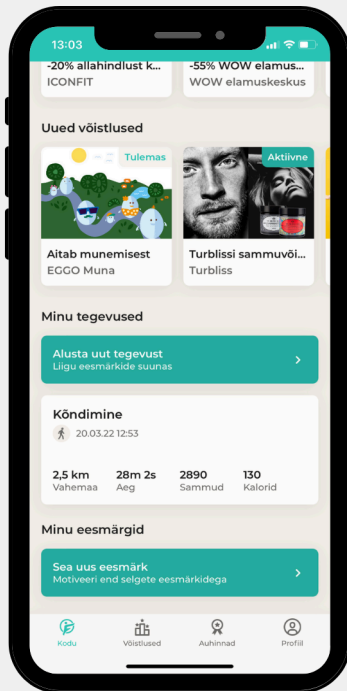 13:03
-20% allahindlust k...
ICONFIT
-55% WOW elamus...
WOW elamuskeskus
Uued võistlused
Tulemas
Aitab munemisest
EGGO Muna
Aktiivne
Turblissi sammuvõi...
Turbliss
Minu tegevused
Alusta uut tegevust
Liigu eesmärkide suunas
Kõndimine
20.03.22 12:53
2,5 km
Vahemaa
28m 2s
Aeg
2890
Sammud
130
Kalorid
Minu eesmärgid
Sea uus eesmärk
Motiveeri end selgete eesmärkidega
Kodu
Võistlused
Auhinnad
Profiil